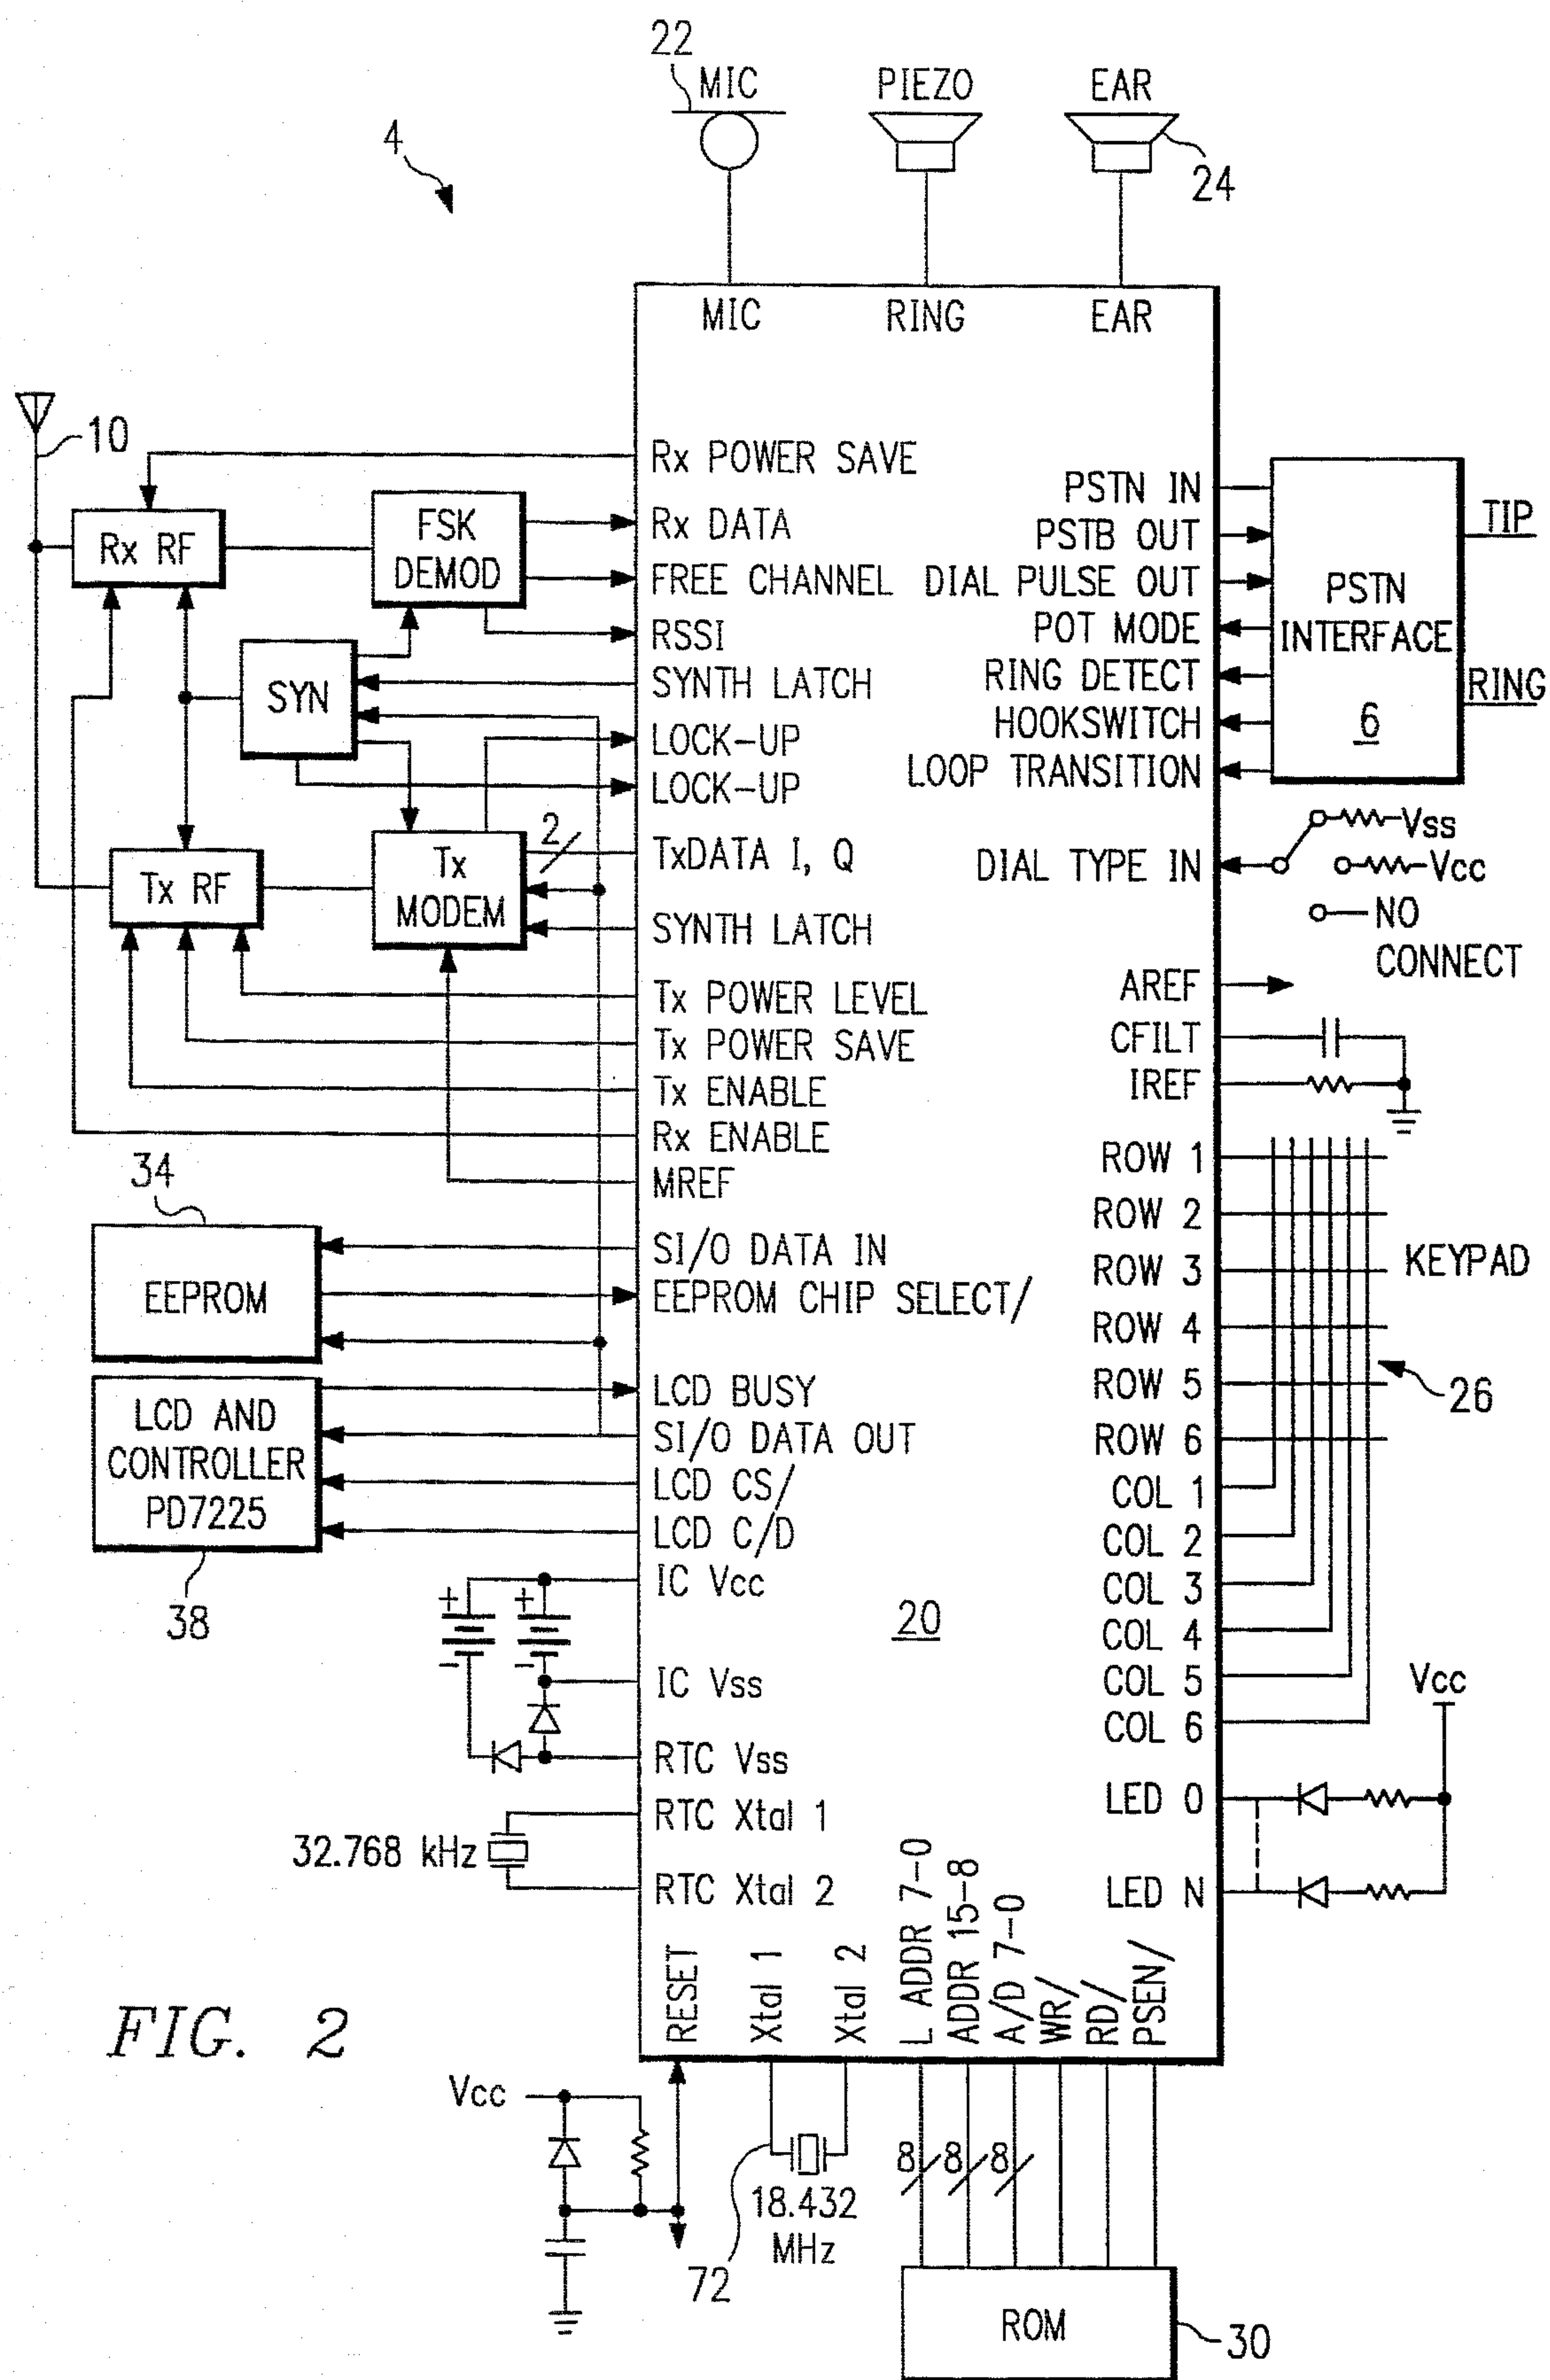 22
MIC
PIEZO
EAR
4
24
MIC
RING
EAR
10
Rx POWER SAVE
Rx RF
FSK
DEMOD
Rx DATA
FREE CHANNEL
RSSI
SYN
SYNTH LATCH
LOCK-UP
LOCK-UP
Tx RF
Tx
MODEM
2
TxDATA I, Q
SYNTH LATCH
Tx POWER LEVEL
Tx POWER SAVE
Tx ENABLE
Rx ENABLE
MREF
34
EEPROM
SI/O DATA IN
EEPROM CHIP SELECT/
LCD AND
CONTROLLER
PD7225
38
LCD BUSY
SI/O DATA OUT
LCD CS/
LCD C/D
+
+
-
-
IC Vcc
IC Vss
RTC Vss
32.768 kHz
RTC Xtal 1
RTC Xtal 2
20
PSTN IN
PSTB OUT
DIAL PULSE OUT
POT MODE
RING DETECT
HOOKSWITCH
LOOP TRANSITION
PSTN
INTERFACE
6
TIP
RING
DIAL TYPE IN
Vss
Vcc
NO
CONNECT
AREF
CFILT
IREF
ROW 1
ROW 2
ROW 3
ROW 4
ROW 5
ROW 6
KEYPAD
26
COL 1
COL 2
COL 3
COL 4
COL 5
COL 6
Vcc
LED 0
LED N
RESET
Xtal 1
Xtal 2
L ADDR 7-0
ADDR 15-8
A/D 7-0
WR/
RD/
PSEN/
FIG. 2
Vcc
72
18.432
MHz
8
8
8
ROM
30